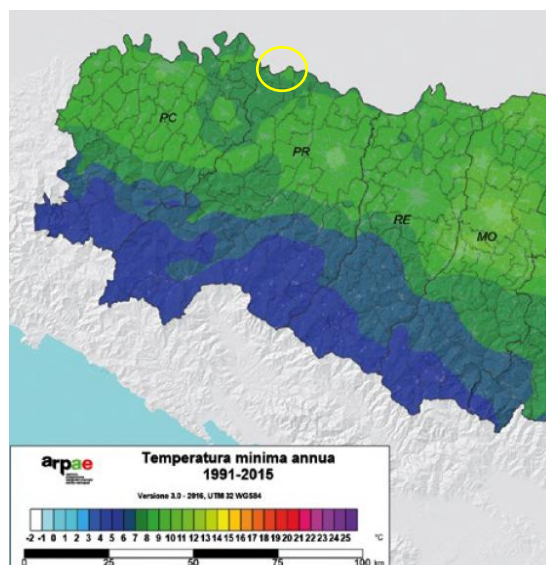 PC
PR
RE
MO
arpae
Temperatura minima annua
1991-2015
Versione 3.0 - 2016, UTM 32 WGS84
-2 -1 0 1 2 3 4 5 6 7 8 9 10 11 12 13 14 15 16 17 18 19 20 21 22 23 24 25 °C
0 25 50 75 100
km